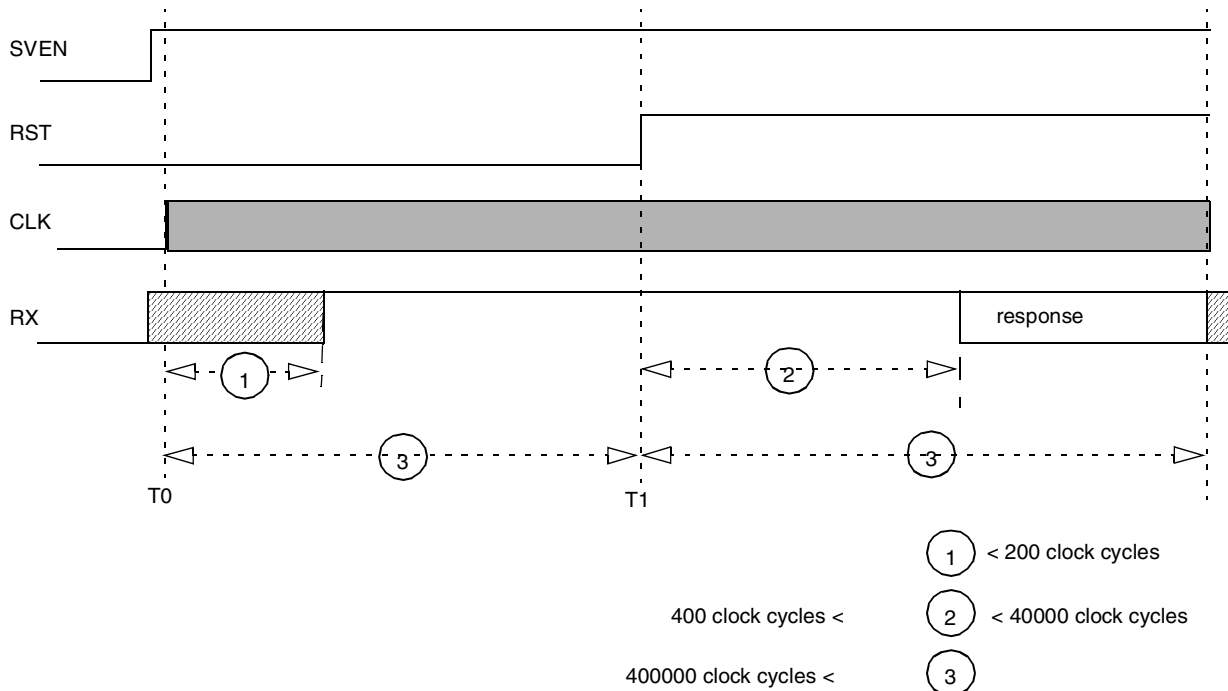 SVEN
RST
CLK
RX
response
1
2
3
3
T0
T1
1 < 200 clock cycles
400 clock cycles < 2 < 40000 clock cycles
400000 clock cycles < 3